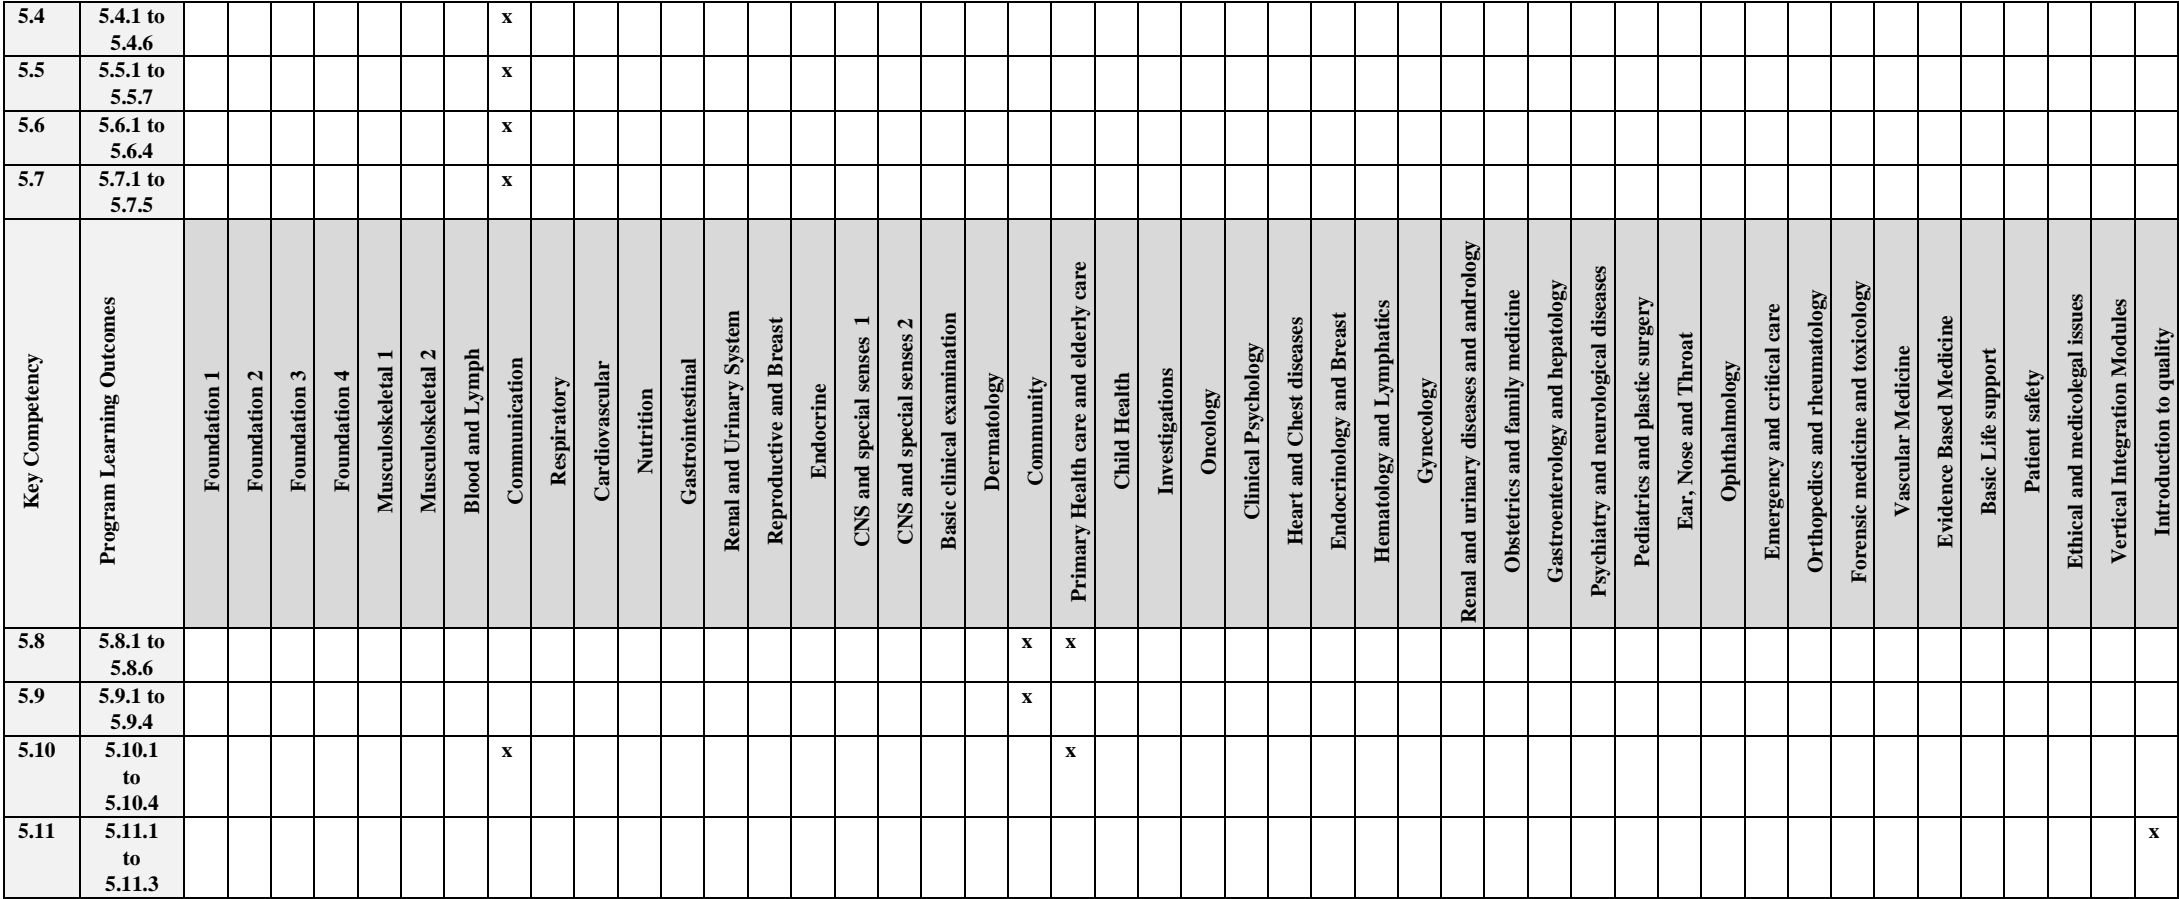 5.4 5.4.1 to x
5.4.6
5.5 5.5.1 to x
5.5.7
5.6 5.6.1 to x
5.6.4
5.7 5.7.1 to x
5.7.5
Key Competency
Program Learning Outcomes
Foundation 1
Foundation 2
Foundation 3
Foundation 4
Musculoskeletal 1
Musculoskeletal 2
Blood and Lymph
Communication
Respiratory
Cardiovascular
Nutrition
Gastrointestinal
Renal and Urinary System
Reproductive and Breast
Endocrine
CNS and special senses 1
CNS and special senses 2
Basic clinical examination
Dermatology
Community
Primary Health care and elderly care
Child Health
Investigations
Oncology
Clinical Psychology
Heart and Chest diseases
Endocrinology and Breast
Hematology and Lymphatics
Gynecology
Renal and urinary diseases and andrology
Obstetrics and family medicine
Gastroenterology and hepatology
Psychiatry and neurological diseases
Pediatrics and plastic surgery
Ear, Nose and Throat
Ophthalmology
Emergency and critical care
Orthopedics and rheumatology
Forensic medicine and toxicology
Vascular Medicine
Evidence Based Medicine
Basic Life support
Patient safety
Ethical and medicolegal issues
Vertical Integration Modules
Introduction to quality
5.8 5.8.1 to x x
5.8.6
5.9 5.9.1 to x
5.9.4
5.10 5.10.1 x x
to
5.10.4
5.11 5.11.1 x
to
5.11.3